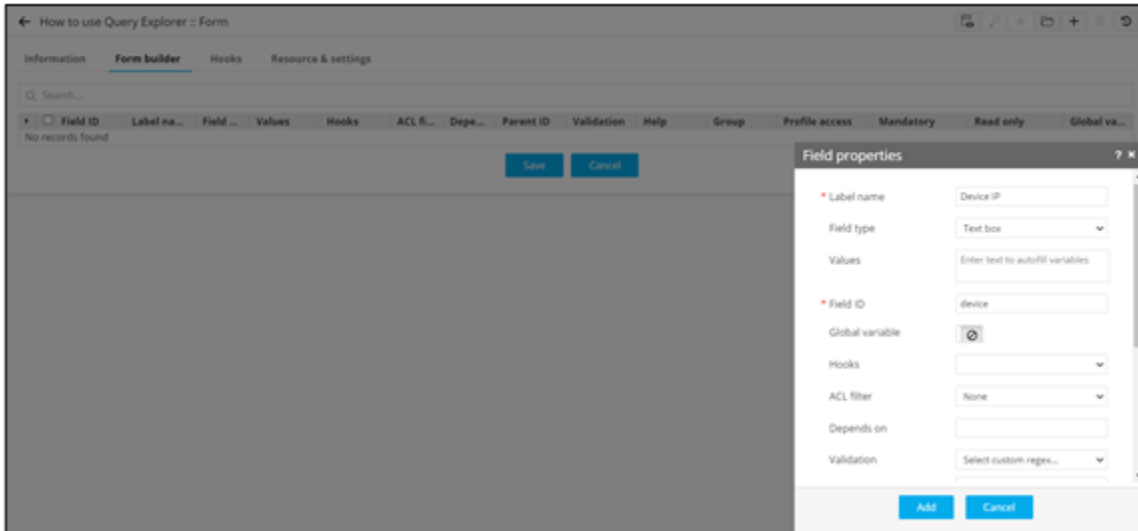 How to use Query Explorer :: Form
Information Form builder Hooks Resource & settings
Search...
Field ID Label na... Field ... Values Hooks ACL fi... Depe... Parent ID Validation Help Group Profile access Mandatory Read only Global va...
No records found
Save Cancel
Field properties ? ×
* Label name Device IP
Field type Text box
Values Enter text to autofill variables
* Field ID device
Global variable
Hooks
ACL filter None
Depends on
Validation Select custom regex...
Add Cancel